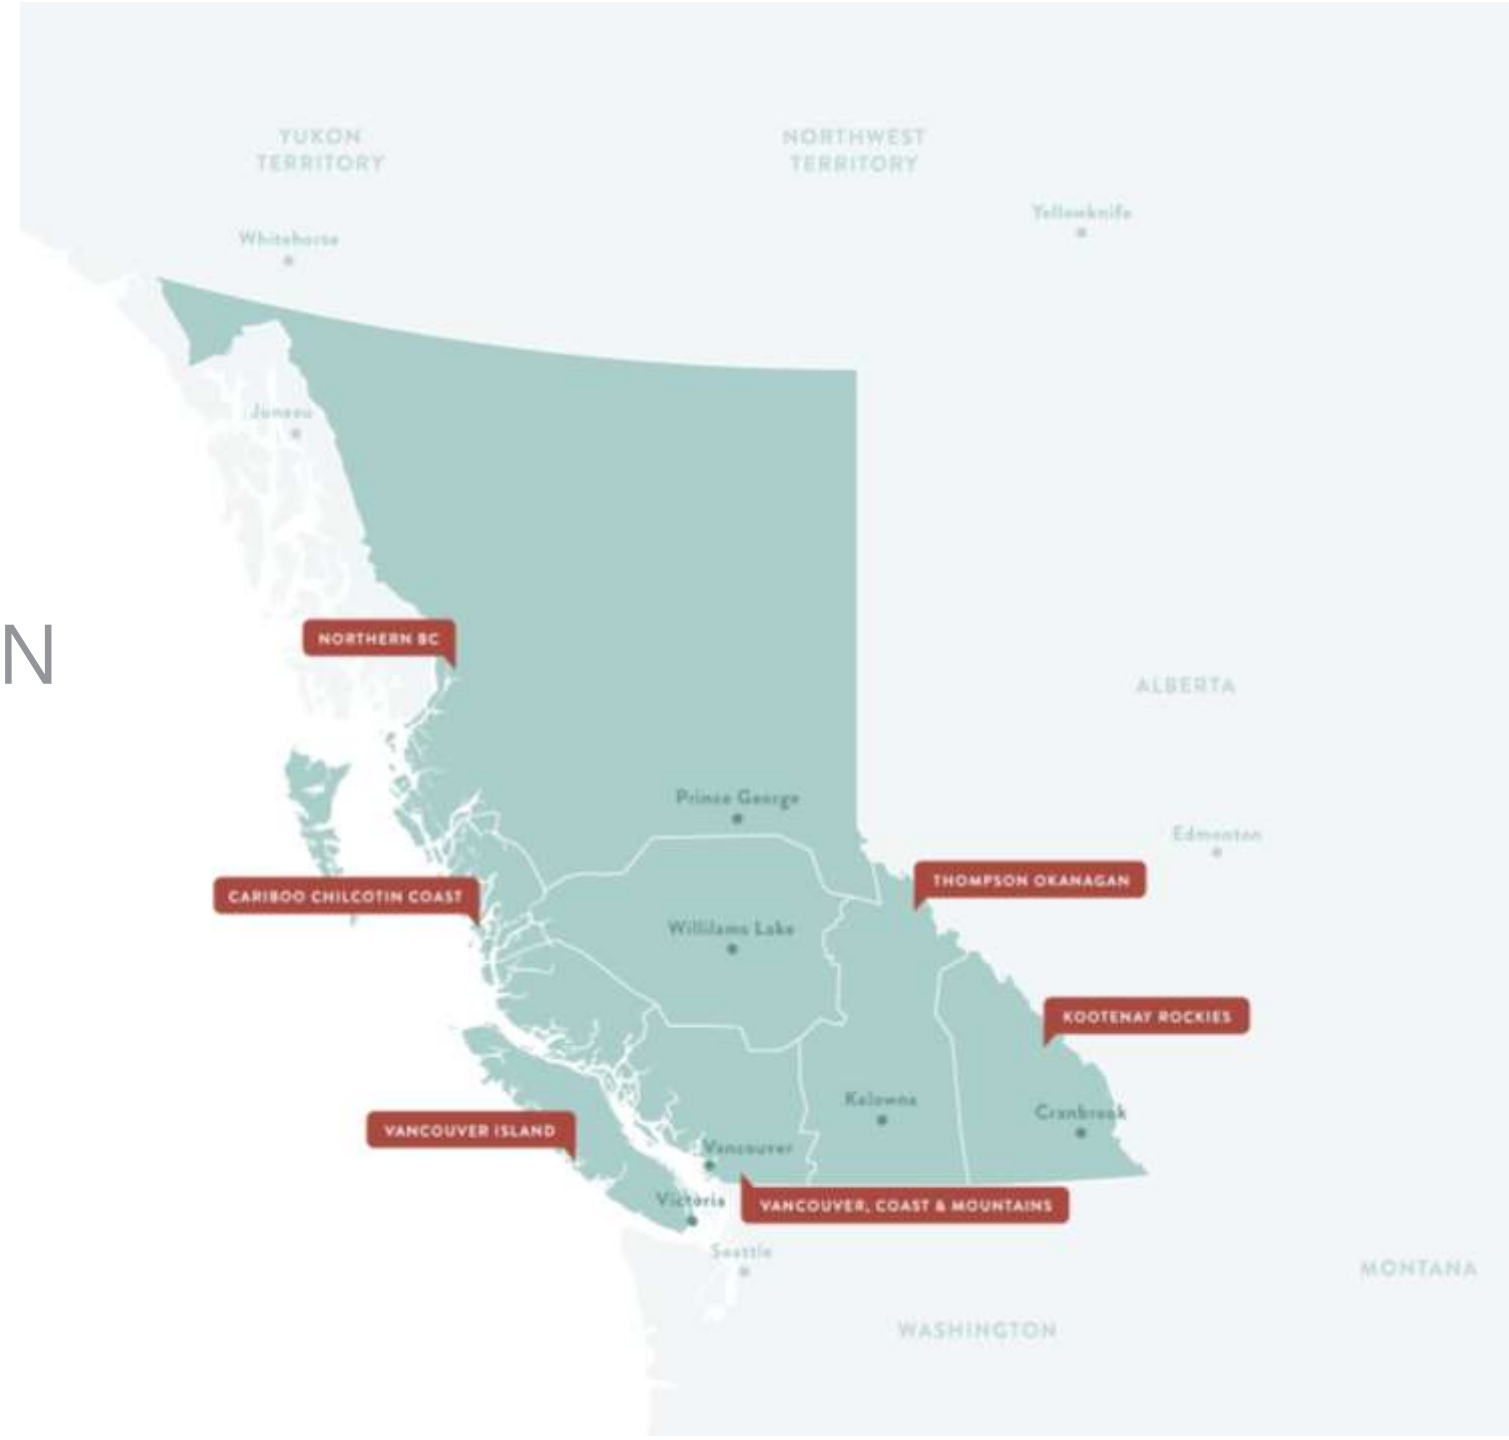 YUKON
TERRITORY
NORTHWEST
TERRITORY
Yellowknife
Whitehorse
Juneau
NORTHERN BC
N
ALBERTA
Prince George
Edmonton
THOMPSON OKANAGAN
CARIBOO CHILCOTIN COAST
Willilams Lake
KOOTENAY ROCKIES
Kelowna
Cranbrook
VANCOUVER ISLAND
Vancouver
Victoria
VANCOUVER, COAST & MOUNTAINS
Seattle
MONTANA
WASHINGTON